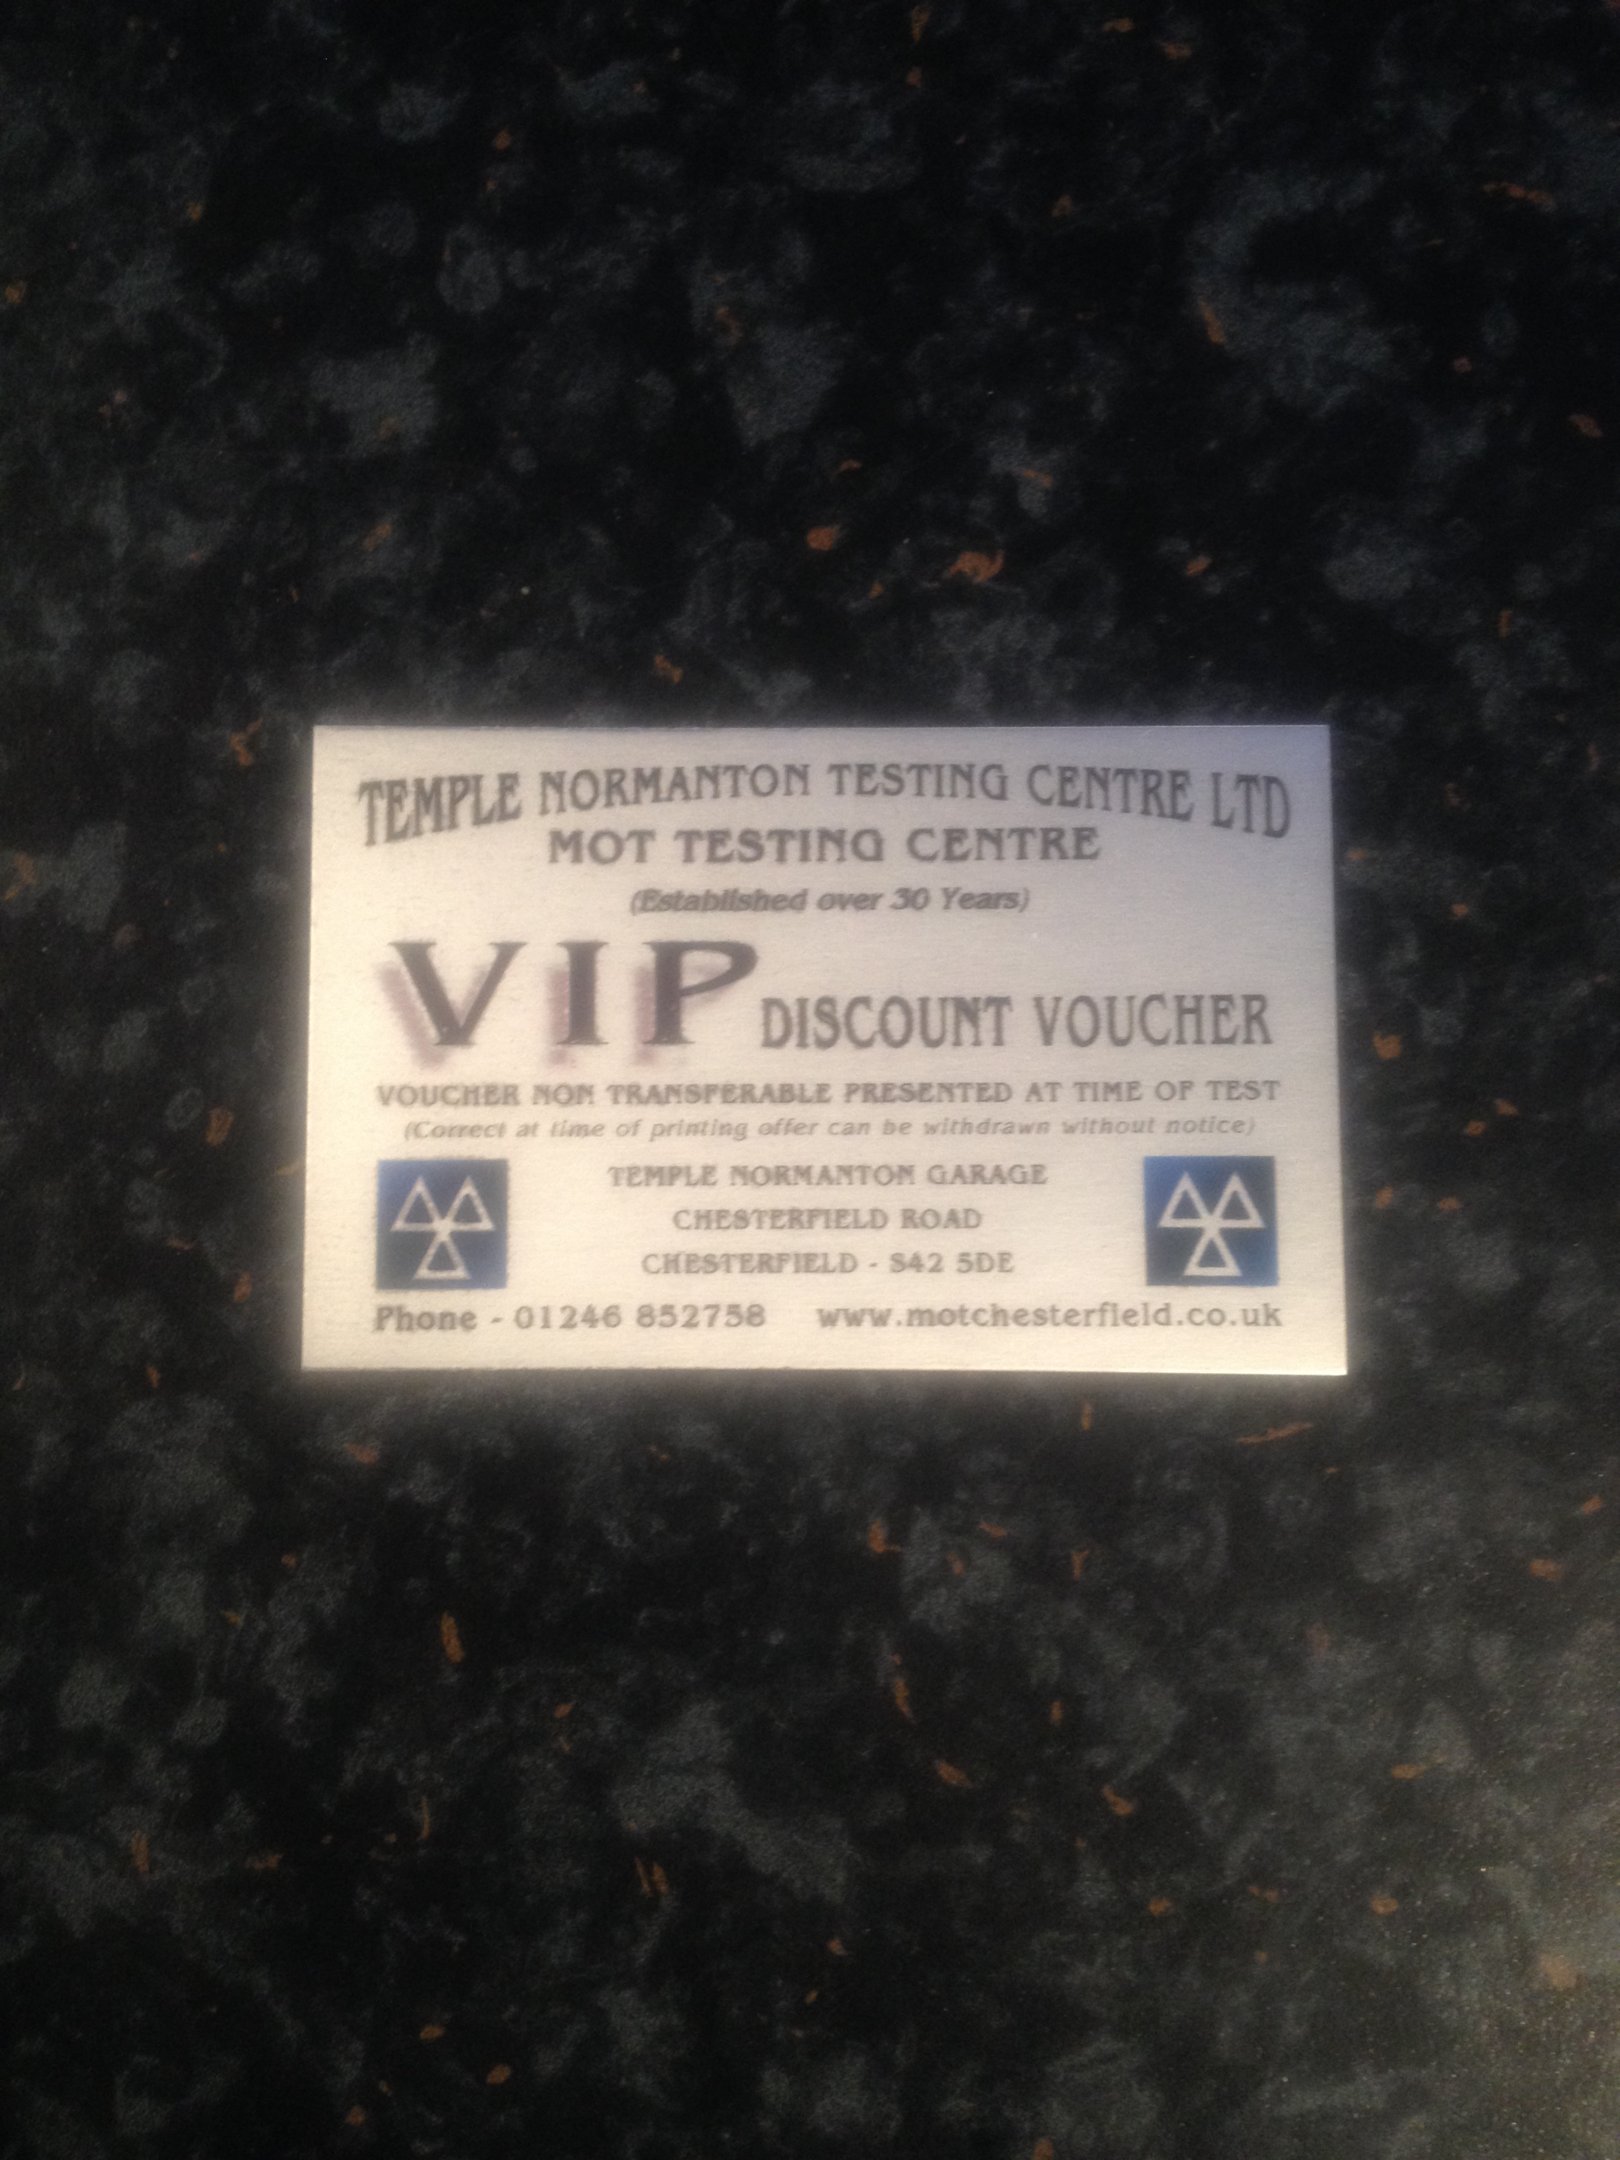 TEMPLE NORMANTON TESTING CENTRE LTD
MOT TESTING CENTRE
(Established over 30 Years)
VIP DISCOUNT VOUCHER
VOUCHER NON TRANSFERABLE PRESENTED AT TIME OF TEST
(Correct at time of printing offer can be withdrawn without notice)
TEMPLE NORMANTON GARAGE
CHESTERFIELD ROAD
CHESTERFIELD - S42 5DE
Phone - 01246 852758 www.motchesterfield.co.uk